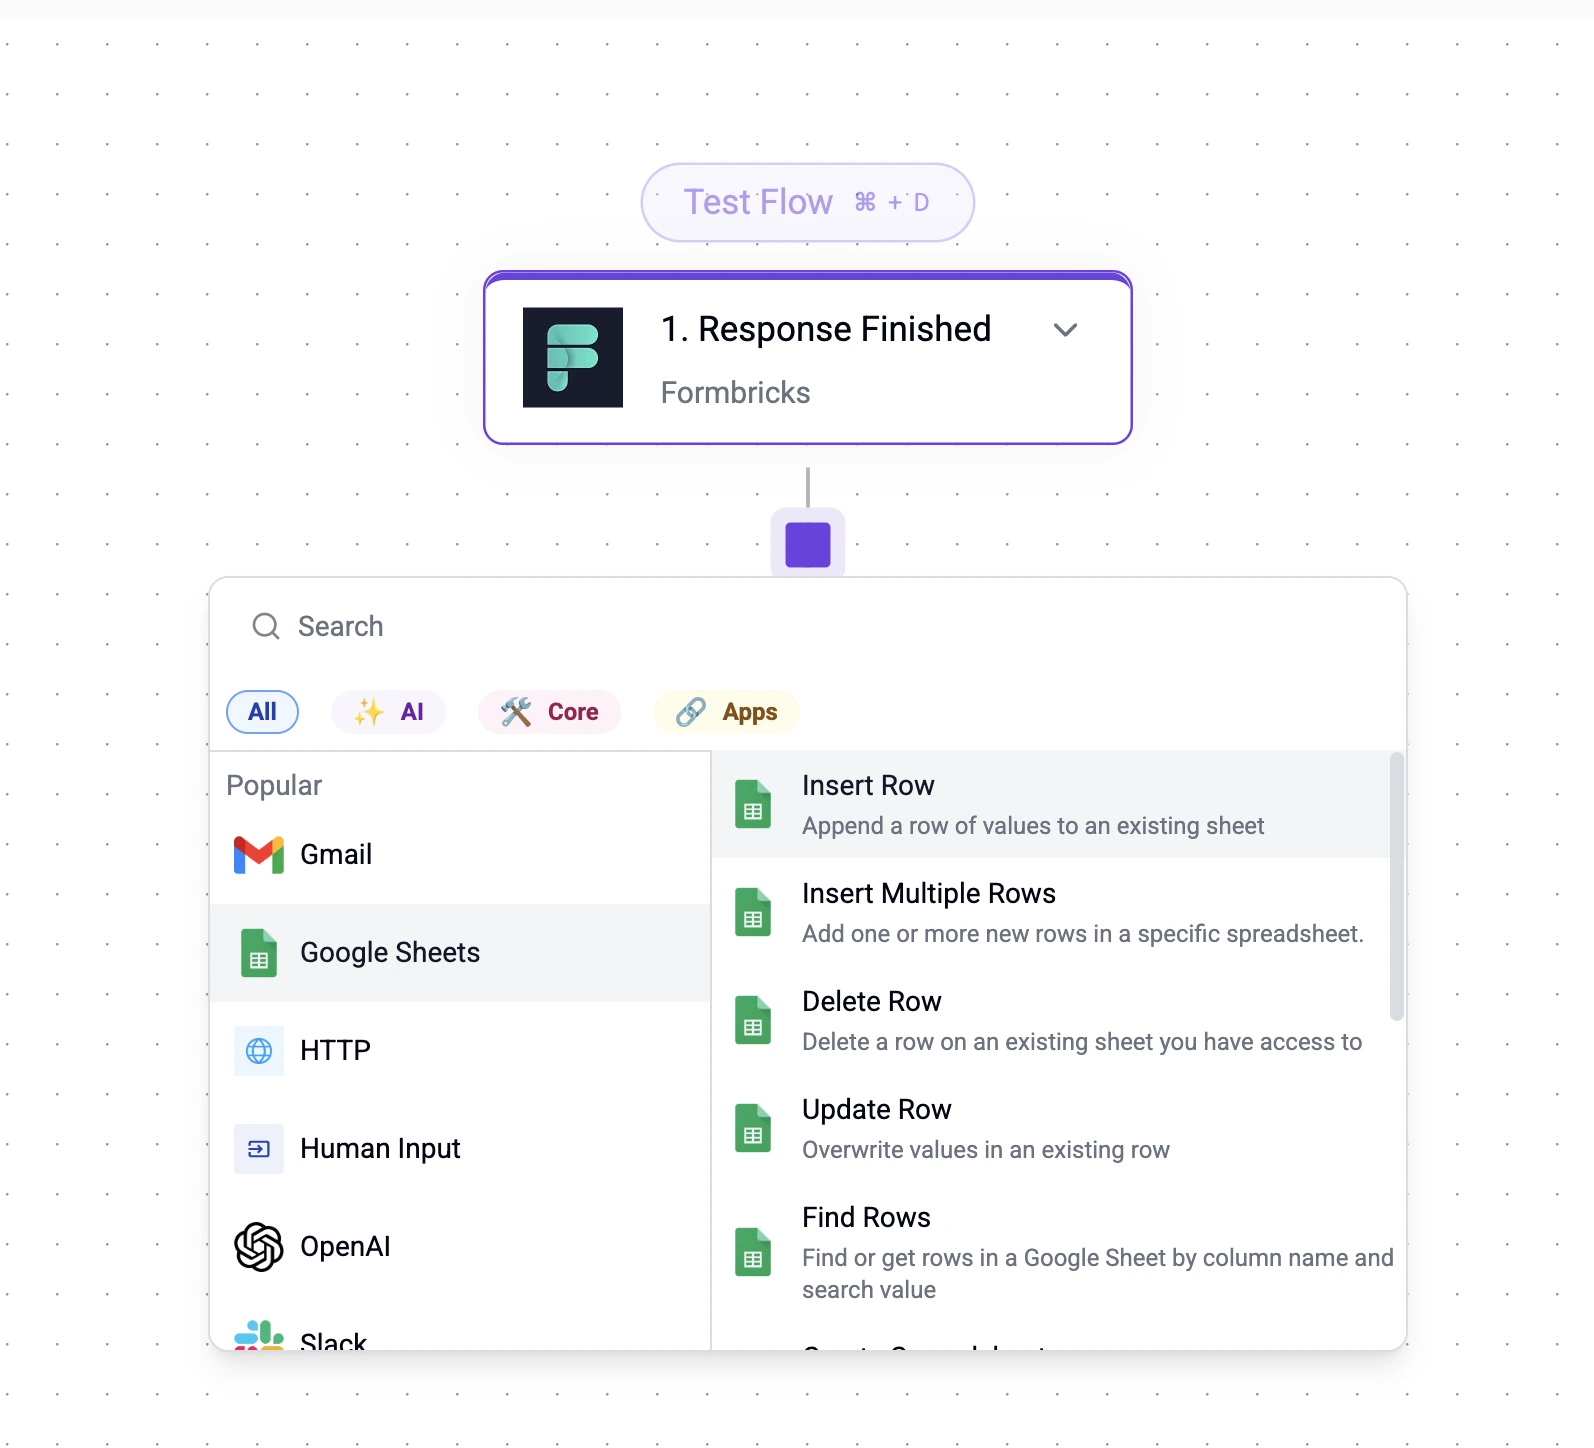 Test Flow ⌘ + D
1. Response Finished
Formbricks
Search
All
✨ AI
🛠️ Core
🔗 Apps
Popular
Gmail
Google Sheets
HTTP
Human Input
OpenAI
Slack
Insert Row
Append a row of values to an existing sheet
Insert Multiple Rows
Add one or more new rows in a specific spreadsheet.
Delete Row
Delete a row on an existing sheet you have access to
Update Row
Overwrite values in an existing row
Find Rows
Find or get rows in a Google Sheet by column name and
search value